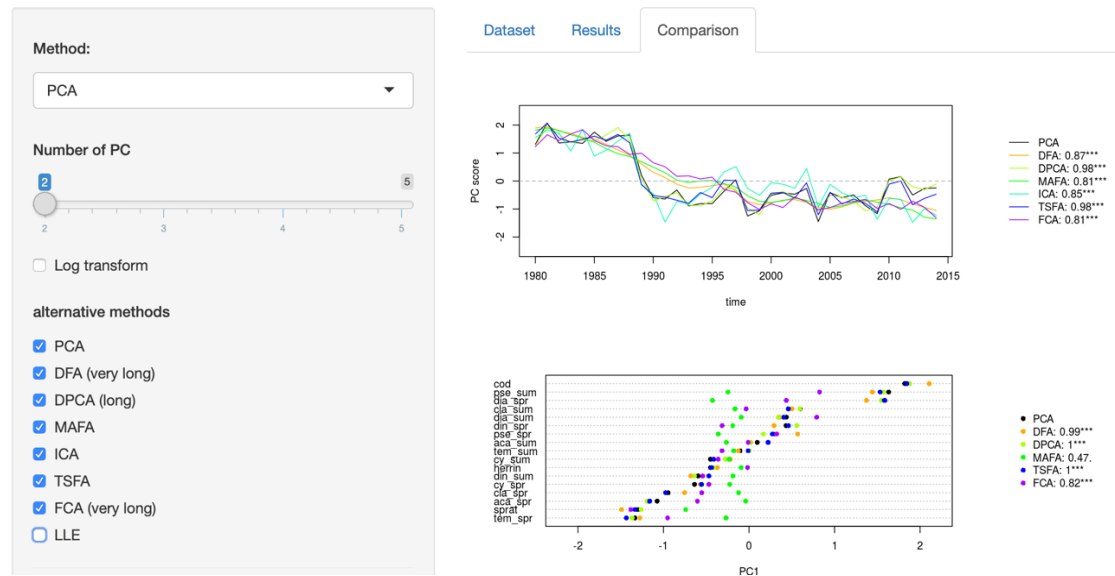 Method:
PCA
Number of PC
2
5
2
3
4
5
Log transform
alternative methods
PCA
DFA (very long)
DPCA (long)
MAFA
ICA
TSFA
FCA (very long)
LLE
Dataset Results Comparison
2
1
0
-1
-2
PC score
1980 1985 1990 1995 2000 2005 2010 2015
time
PCA
DFA: 0.87***
DPCA: 0.98***
MAFA: 0.81***
ICA: 0.85***
TSFA: 0.98***
FCA: 0.81***
cod
pse_sum
dia_spr
cla_sum
dia_sum
din_spr
pse_spr
aca_sum
tem_sum
cy_sum
herrin
din_sum
cy_spr
cla_spr
aca_spr
sprat
tem_spr
-2 -1 0 1 2
PC1
PCA
DFA: 0.99***
DPCA: 1***
MAFA: 0.47.
TSFA: 1***
FCA: 0.82***